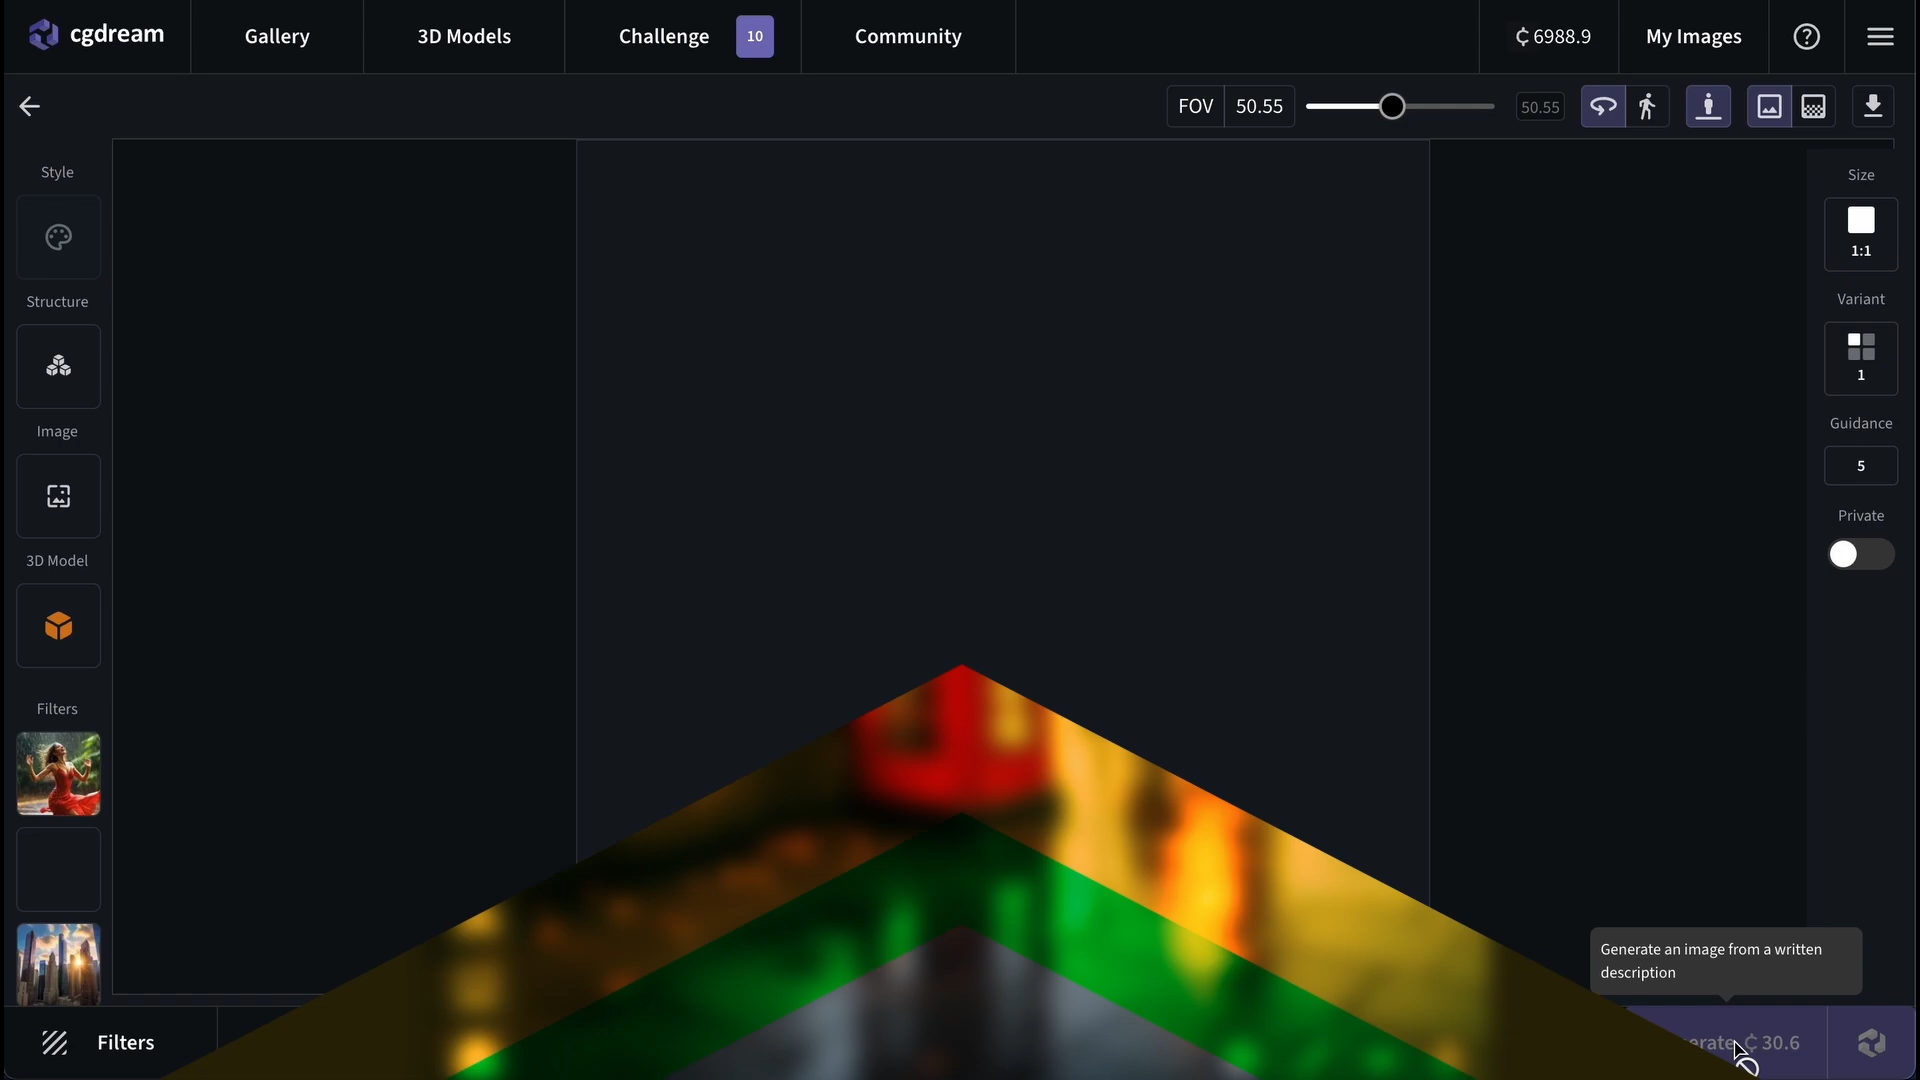 cgdream
Gallery
3D Models
Challenge
10
Community
₵ 6988.9
My Images
FOV
50.55
50.55
Style
Structure
Image
3D Model
Filters
Size
1:1
Variant
1
Guidance
5
Private
Generate an image from a written
description
Filters
₵ 30.6